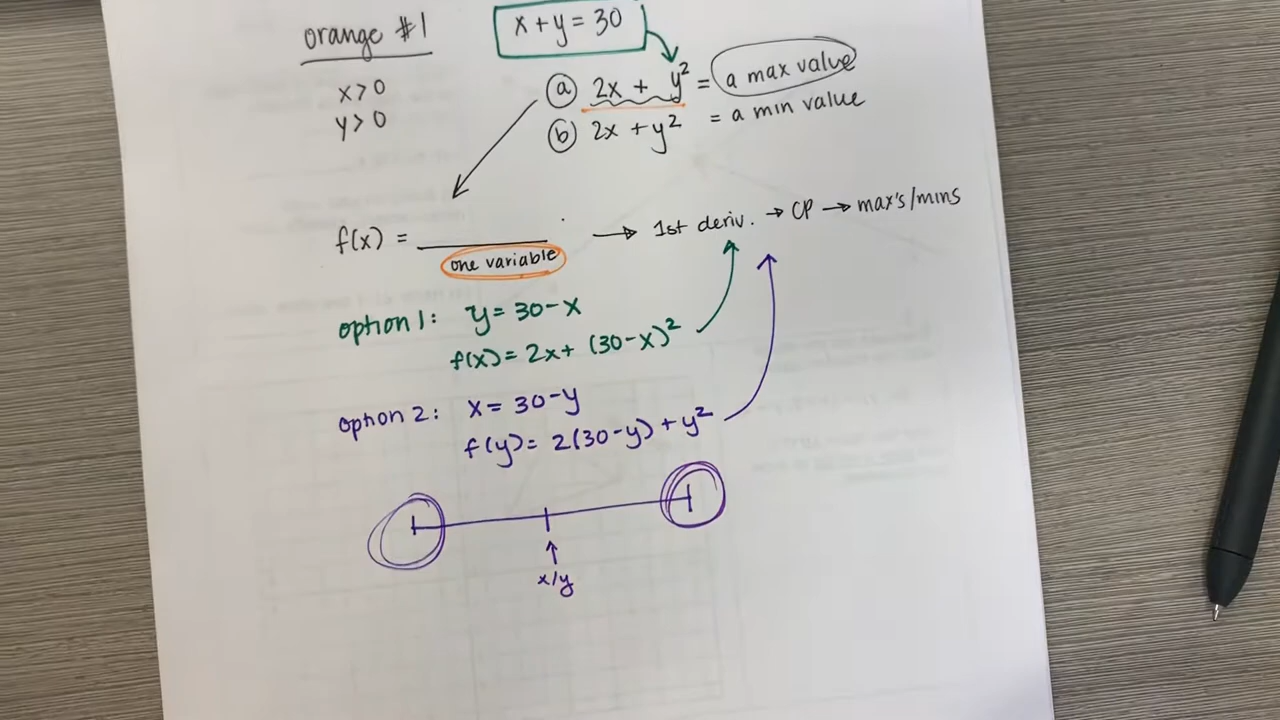 orange #1
x>0
y>0
x+y=30
(a) 2x + y² = a max value
(b) 2x + y² = a min value
f(x) = ________ → 1st deriv. → CP → max's/mins
one variable
option 1: y = 30-x
f(x) = 2x + (30-x)²
option 2: x = 30-y
f(y) = 2(30-y) + y²
x/y